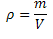 ρ = m/V